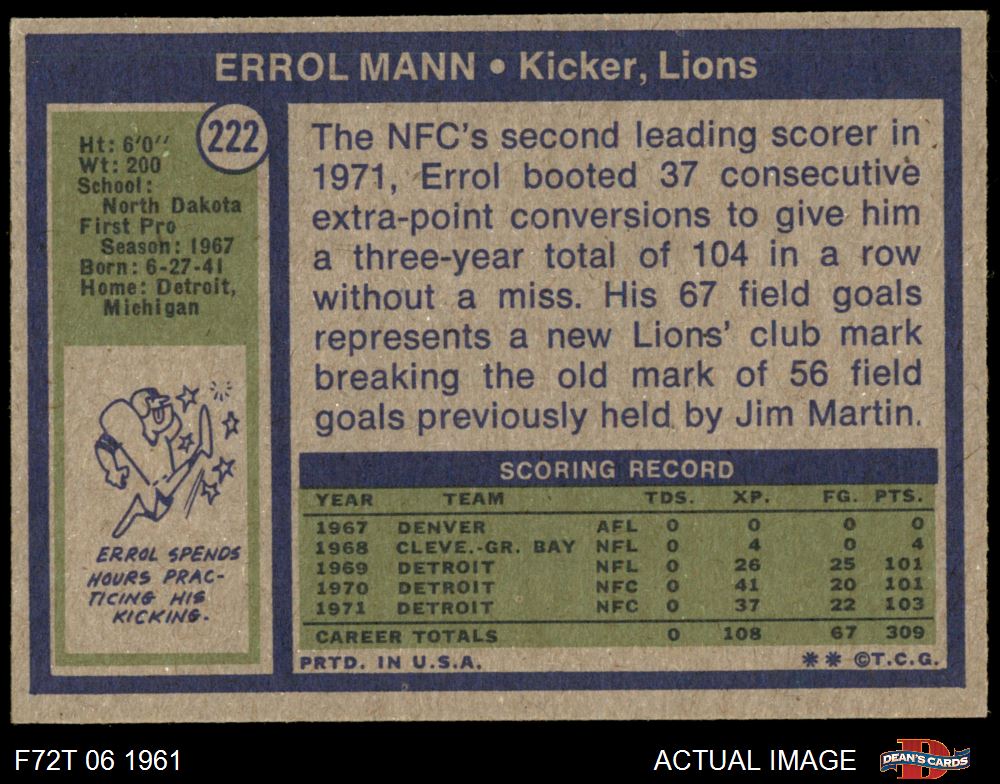 ERROL MANN • Kicker, Lions
222
Ht: 6'0''
Wt: 200
School:
North Dakota
First Pro
Season: 1967
Born: 6-27-41
Home: Detroit,
Michigan
ERROL SPENDS
HOURS PRAC-
TICING HIS
KICKING.
The NFC's second leading scorer in
1971, Errol booted 37 consecutive
extra-point conversions to give him
a three-year total of 104 in a row
without a miss. His 67 field goals
represents a new Lions' club mark
breaking the old mark of 56 field
goals previously held by Jim Martin.
SCORING RECORD
YEAR TEAM TDS. XP. FG. PTS.
1967 DENVER AFL 0 0 0 0
1968 CLEVE.-GR. BAY NFL 0 4 0 4
1969 DETROIT NFL 0 26 25 101
1970 DETROIT NFC 0 41 20 101
1971 DETROIT NFC 0 37 22 103
CAREER TOTALS 0 108 67 309
PRTD. IN U.S.A. ** ©T.C.G.
F72T 06 1961 ACTUAL IMAGE D DEAN'S CARDS